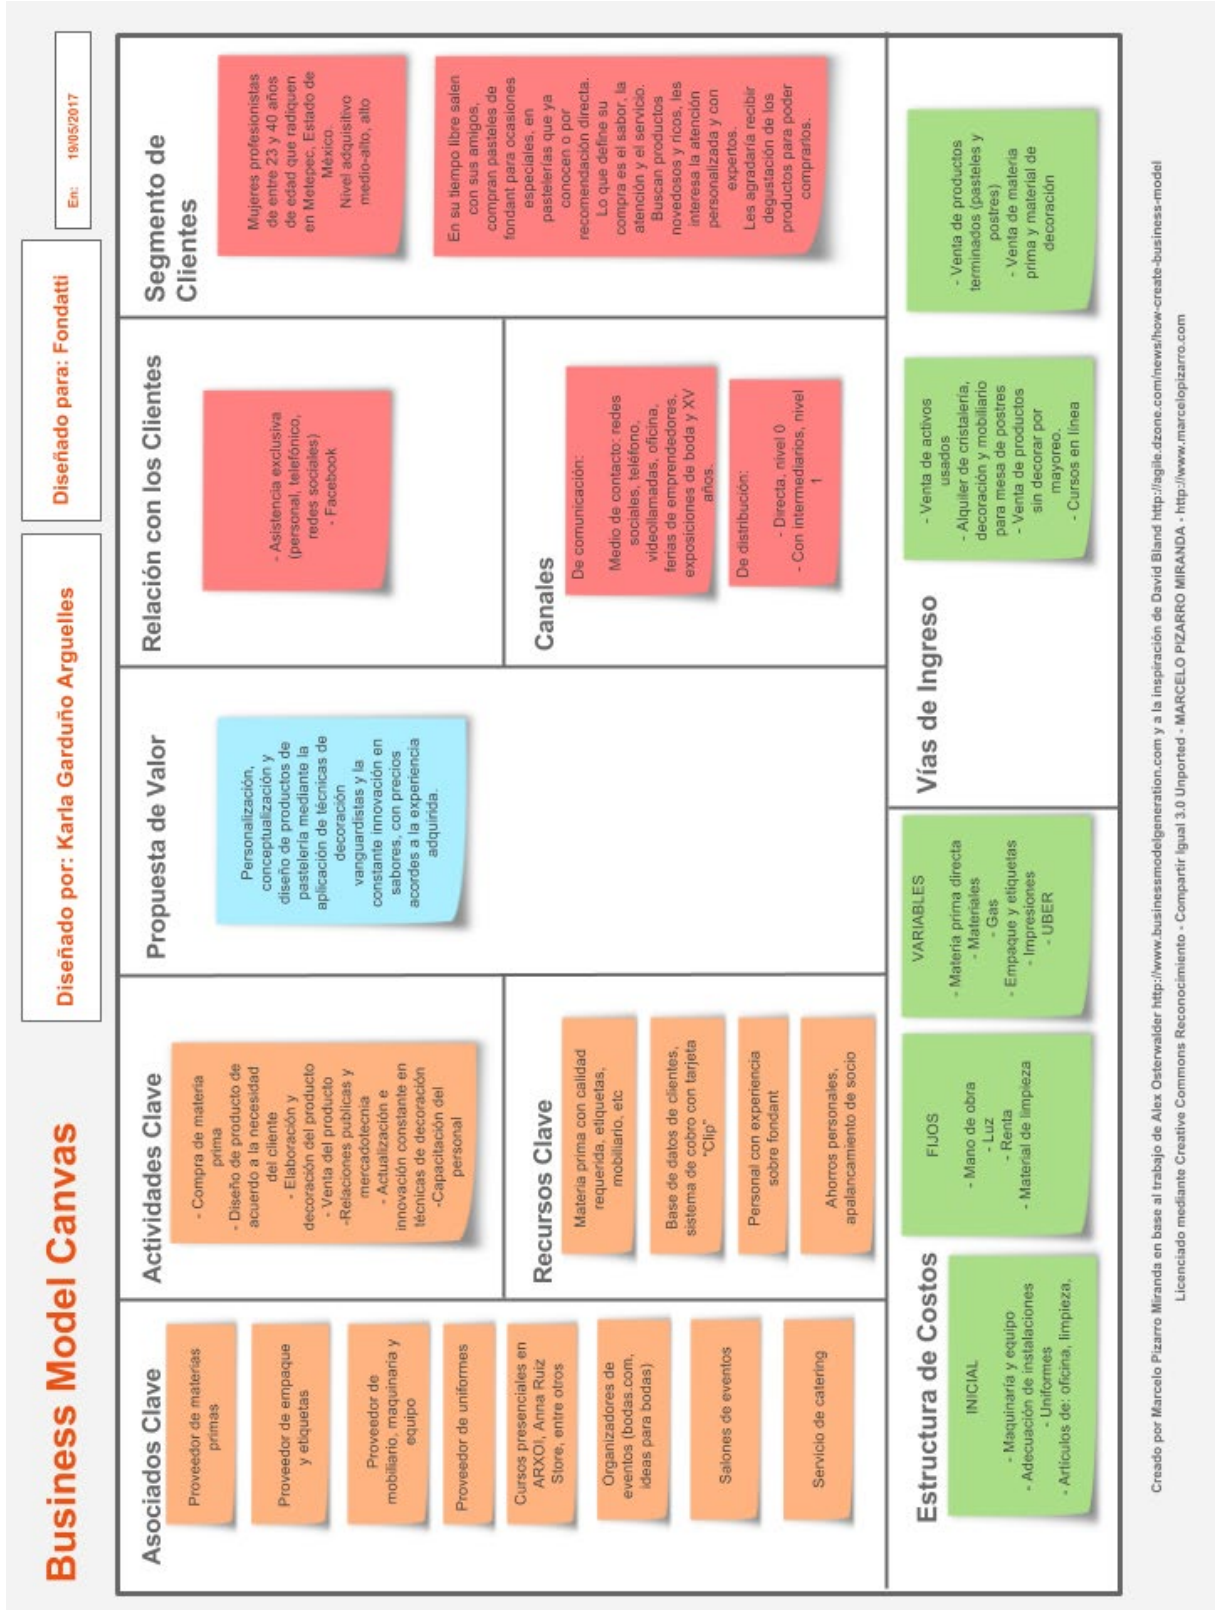 Business Model Canvas
Diseñado por: Karla Garduño Arguelles
Diseñado para: Fondatti
En: 19/05/2017
Asociados Clave
Proveedor de materias
primas
Proveedor de empaque
y etiquetas
Proveedor de
mobiliario, maquinaria y
equipo
Proveedor de uniformes
Cursos presenciales en
ARXOI, Anna Ruiz
Store, entre otros
Organizadores de
eventos (bodas.com,
ideas para bodas)
Salones de eventos
Servicio de catering
Actividades Clave
- Compra de materia
prima
- Diseño de producto de
acuerdo a la necesidad
del cliente
- Elaboración y
decoración del producto
- Venta del producto
-Relaciones publicas y
mercadotecnia
- Actualización e
innovación constante en
técnicas de decoración
-Capacitación del
personal
Recursos Clave
Materia prima con calidad
requerida, etiquetas,
mobiliario, etc
Base de datos de clientes,
sistema de cobro con tarjeta
"Clip"
Personal con experiencia
sobre fondant
Ahorros personales,
apalancamiento de socio
Propuesta de Valor
Personalización,
conceptualización y
diseño de productos de
pastelería mediante la
aplicación de técnicas de
decoración
vanguardistas y la
constante innovación en
sabores, con precios
acordes a la experiencia
adquirida.
Relación con los Clientes
- Asistencia exclusiva
(personal, telefónico,
redes sociales)
- Facebook
Canales
De comunicación:
Medio de contacto: redes
sociales, teléfono,
videollamadas, oficina,
ferias de emprendedores,
exposiciones de boda y XV
años.
De distribución:
- Directa, nivel 0
- Con intermediarios, nivel
1
Segmento de
Clientes
Mujeres profesionistas
de entre 23 y 40 años
de edad que radiquen
en Metepec, Estado de
México.
Nivel adquisitivo
medio-alto, alto
En su tiempo libre salen
con sus amigos,
compran pasteles de
fondant para ocasiones
especiales, en
pastelerías que ya
conocen o por
recomendación directa.
Lo que define su
compra es el sabor, la
atención y el servicio.
Buscan productos
novedosos y ricos, les
interesa la atención
personalizada y con
expertos.
Les agradaría recibir
degustación de los
productos para poder
comprarlos.
Estructura de Costos
INICIAL
- Maquinaria y equipo
- Adecuación de instalaciones
- Uniformes
- Artículos de: oficina, limpieza,
FIJOS
- Mano de obra
- Luz
- Renta
- Material de limpieza
VARIABLES
- Materia prima directa
- Materiales
- Gas
- Empaque y etiquetas
- Impresiones
- UBER
Vías de Ingreso
- Venta de activos
usados
- Alquiler de cristalería,
decoración y mobiliario
para mesa de postres
- Venta de productos
sin decorar por
mayoreo.
- Cursos en línea
- Venta de productos
terminados (pasteles y
postres)
- Venta de materia
prima y material de
decoración
Creado por Marcelo Pizarro Miranda en base al trabajo de Alex Osterwalder http://www.businessmodelgeneration.com y a la inspiración de David Bland http://agile.dzone.com/news/how-create-business-model
Licenciado mediante Creative Commons Reconocimiento - Compartir Igual 3.0 Unported - MARCELO PIZARRO MIRANDA - http://www.marcelopizarro.com